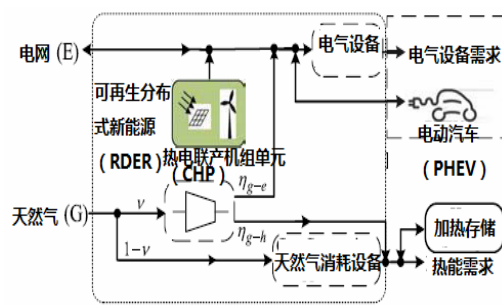 电网 (E)
电气设备
电气设备需求
可再生分布
式新能源
（RDER）
热电联产机组单元
(CHP)
ηg−e
电动汽车
(PHEV)
天然气 (G)
ν
ηg−h
加热存储
1−ν
天然气消耗设备
热能需求